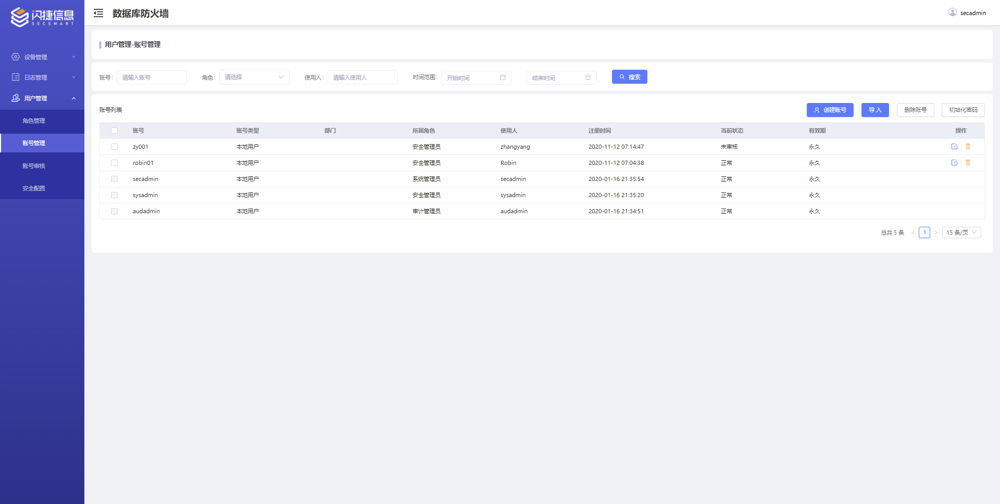 闪捷信息
SECSMART
数据库防火墙
secadmin
设备管理
日志管理
用户管理
角色管理
账号管理
账号审核
安全配置
用户管理-账号管理
账号: 请输入账号 角色: 请选择 使用人: 请输入使用人 时间范围: 开始时间 结束时间 搜索
账号列表 创建账号 导入 删除账号 初始化密码
账号 账号类型 部门 所属角色 使用人 注册时间 当前状态 有效期 操作
zy001 本地用户 安全管理员 zhangyang 2020-11-12 07:14:47 未审核 永久
robin01 本地用户 安全管理员 Robin 2020-11-12 07:04:38 正常 永久
secadmin 本地用户 系统管理员 secadmin 2020-01-16 21:35:54 正常 永久
sysadmin 本地用户 安全管理员 sysadmin 2020-01-16 21:35:20 正常 永久
audadmin 本地用户 审计管理员 audadmin 2020-01-16 21:34:51 正常 永久
总共 5 条 < 1 > 15 条/页